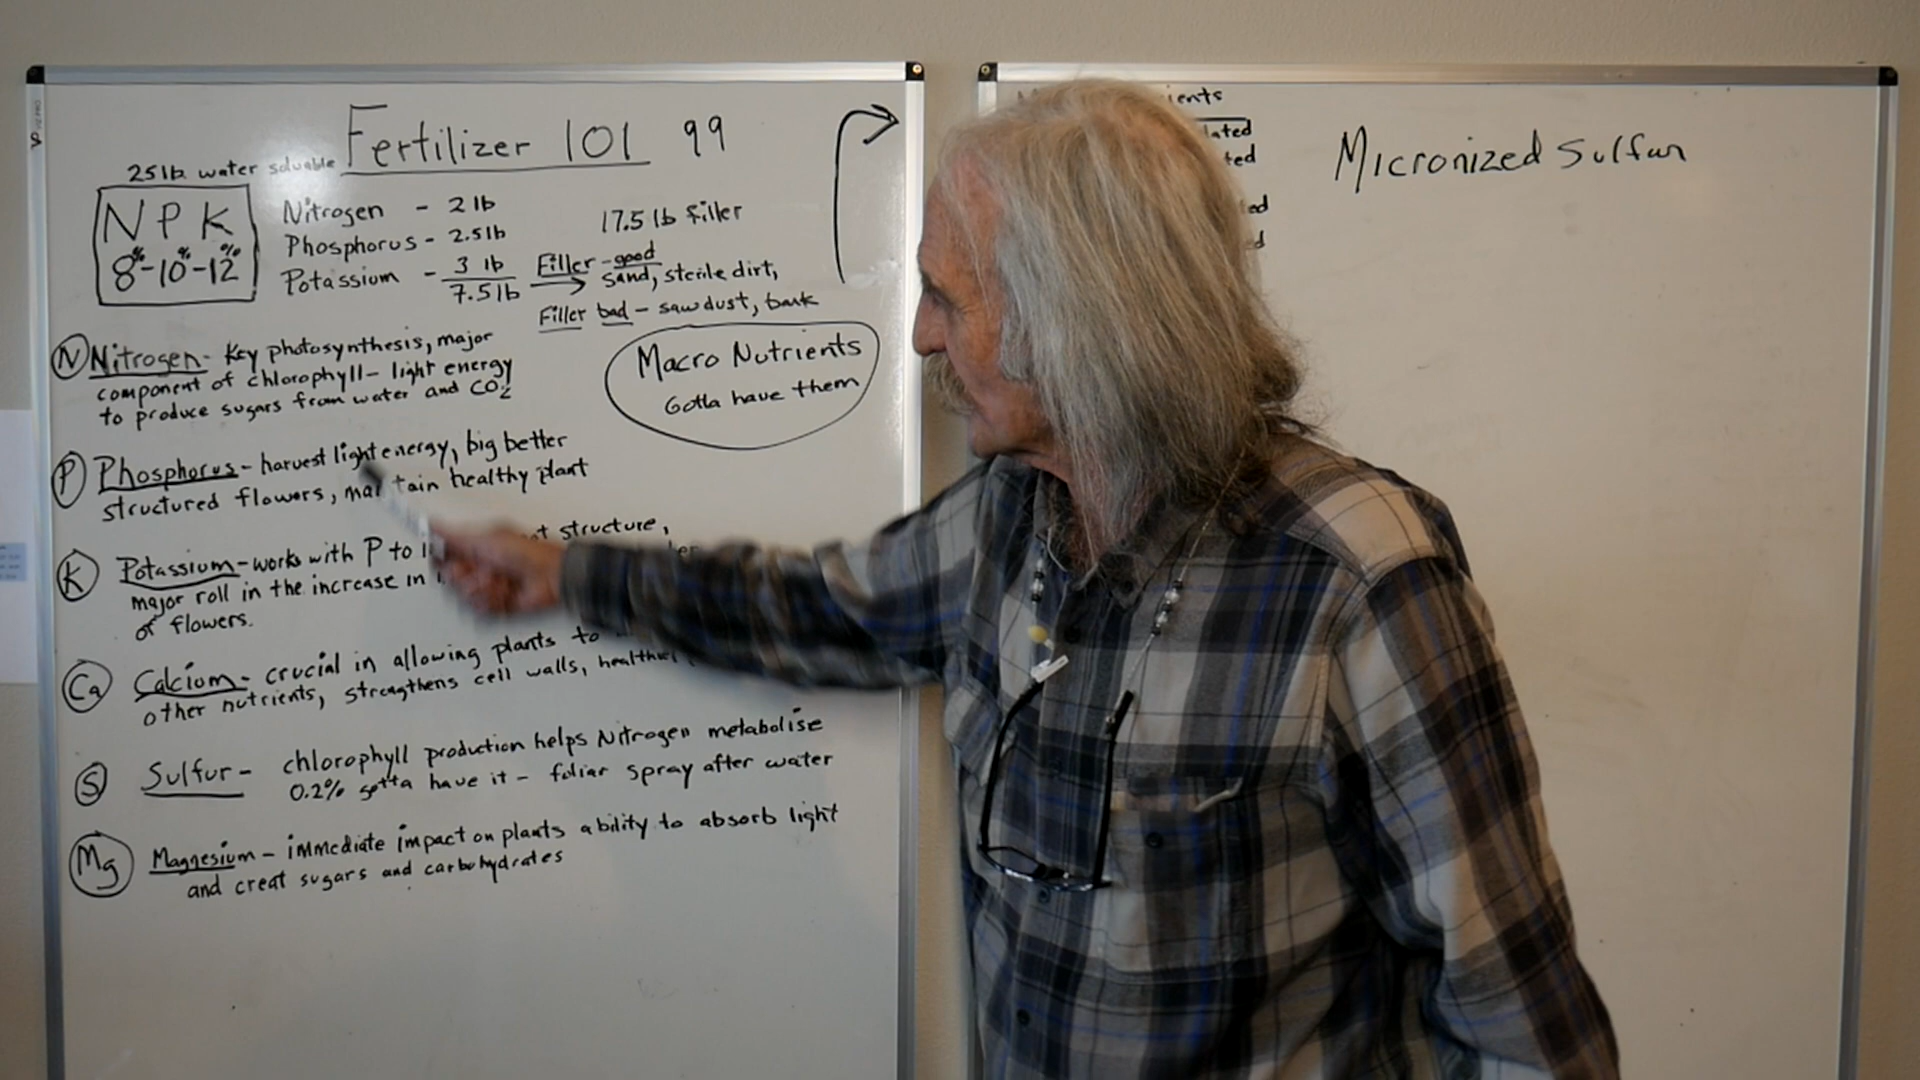 Fertilizer 101 99
25lb. water soluable
N P K
8%-10%-12%
Nitrogen - 2 lb
Phosphorus - 2.5lb
Potassium - 3 lb
7.5lb
17.5 lb filler
Filler - good
sand, sterile dirt,
Filler bad - sawdust, bark
Macro Nutrients
Gotta have them
N Nitrogen - Key photosynthesis, major
component of chlorophyll - light energy
to produce sugars from water and CO2
P Phosphorus - harvest light energy, big better
structured flowers, maintain healthy plant
K Potassium - works with P to structure,
major roll in the increase in
of flowers.
Ca Calcium - crucial in allowing plants to
other nutrients, strengthens cell walls,
S Sulfur - chlorophyll production helps Nitrogen metabolise
0.2% gotta have it - foliar spray after water
Mg Magnesium - immediate impact on plants ability to absorb light
and creat sugars and carbohydrates
Micronized Sulfur